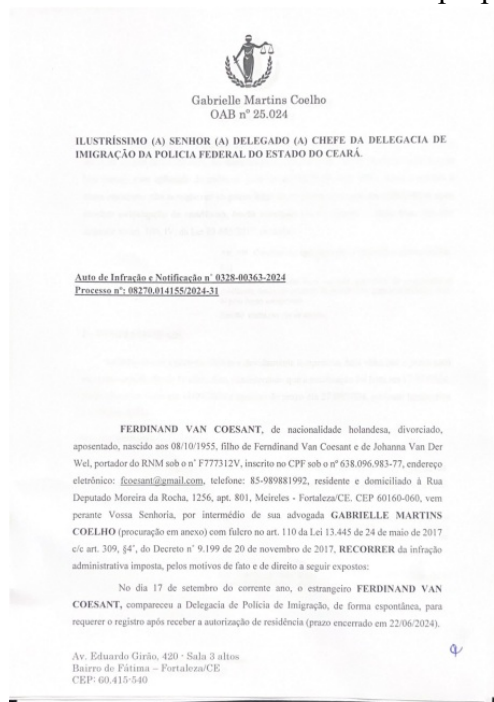 Gabrielle Martins Coelho
OAB nº 25.024
ILUSTRÍSSIMO (A) SENHOR (A) DELEGADO (A) CHEFE DA DELEGACIA DE
IMIGRAÇÃO DA POLICIA FEDERAL DO ESTADO DO CEARÁ.
Auto de Infração e Notificação n° 0328-00363-2024
Processo nº: 08270.014155/2024-31
FERDINAND VAN COESANT, de nacionalidade holandesa, divorciado,
aposentado, nascido aos 08/10/1955, filho de Ferndinand Van Coesant e de Johanna Van Der
Wel, portador do RNM sob o n° F777312V, inscrito no CPF sob o nº 638.096.983-77, endereço
eletrônico: fcoesant@gmail.com, telefone: 85-989881992, residente e domiciliado à Rua
Deputado Moreira da Rocha, 1256, apt. 801, Meireles - Fortaleza/CE. CEP 60160-060, vem
perante Vossa Senhoria, por intermédio de sua advogada GABRIELLE MARTINS
COELHO (procuração em anexo) com fulcro no art. 110 da Lei 13.445 de 24 de maio de 2017
c/c art. 309, §4º, do Decreto n° 9.199 de 20 de novembro de 2017, RECORRER da infração
administrativa imposta, pelos motivos de fato e de direito a seguir expostos:
No dia 17 de setembro do corrente ano, o estrangeiro FERDINAND VAN
COESANT, compareceu a Delegacia de Polícia de Imigração, de forma espontânea, para
requerer o registro após receber a autorização de residência (prazo encerrado em 22/06/2024).
Av. Eduardo Girão, 420 - Sala 3 altos
Bairro de Fátima – Fortaleza/CE
CEP: 60.415-540